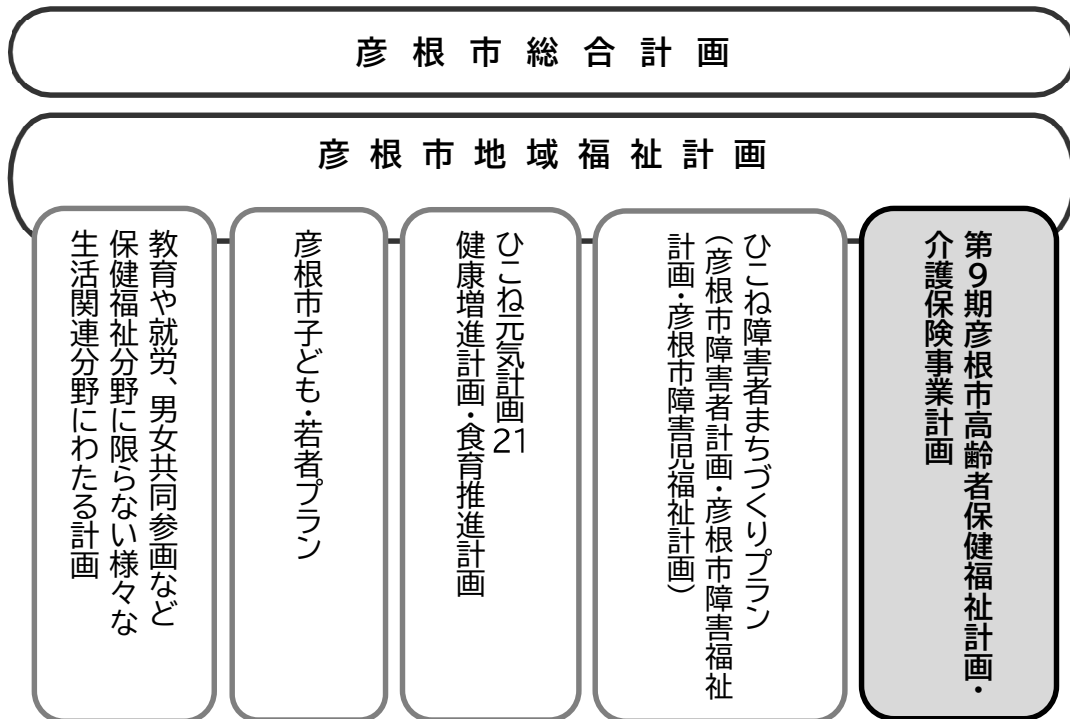 彦根市総合計画
彦根市地域福祉計画
第9期彦根市高齢者保健福祉計画・
介護保険事業計画
ひこね障害者まちづくりプラン
（彦根市障害者計画・彦根市障害福祉
計画・彦根市障害児福祉計画）
ひこね元気計画21
健康増進計画・食育推進計画
彦根市子ども・若者プラン
教育や就労、男女共同参画など
保健福祉分野に限らない様々な
生活関連分野にわたる計画